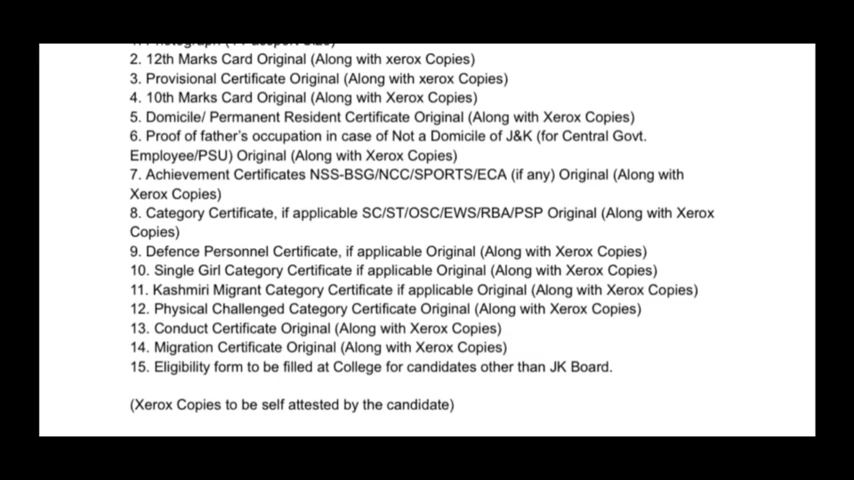 1. Photograph (4 Passport Size)
2. 12th Marks Card Original (Along with xerox Copies)
3. Provisional Certificate Original (Along with xerox Copies)
4. 10th Marks Card Original (Along with Xerox Copies)
5. Domicile/ Permanent Resident Certificate Original (Along with Xerox Copies)
6. Proof of father's occupation in case of Not a Domicile of J&K (for Central Govt.
Employee/PSU) Original (Along with Xerox Copies)
7. Achievement Certificates NSS-BSG/NCC/SPORTS/ECA (if any) Original (Along with
Xerox Copies)
8. Category Certificate, if applicable SC/ST/OSC/EWS/RBA/PSP Original (Along with Xerox
Copies)
9. Defence Personnel Certificate, if applicable Original (Along with Xerox Copies)
10. Single Girl Category Certificate if applicable Original (Along with Xerox Copies)
11. Kashmiri Migrant Category Certificate if applicable Original (Along with Xerox Copies)
12. Physical Challenged Category Certificate Original (Along with Xerox Copies)
13. Conduct Certificate Original (Along with Xerox Copies)
14. Migration Certificate Original (Along with Xerox Copies)
15. Eligibility form to be filled at College for candidates other than JK Board.
(Xerox Copies to be self attested by the candidate)